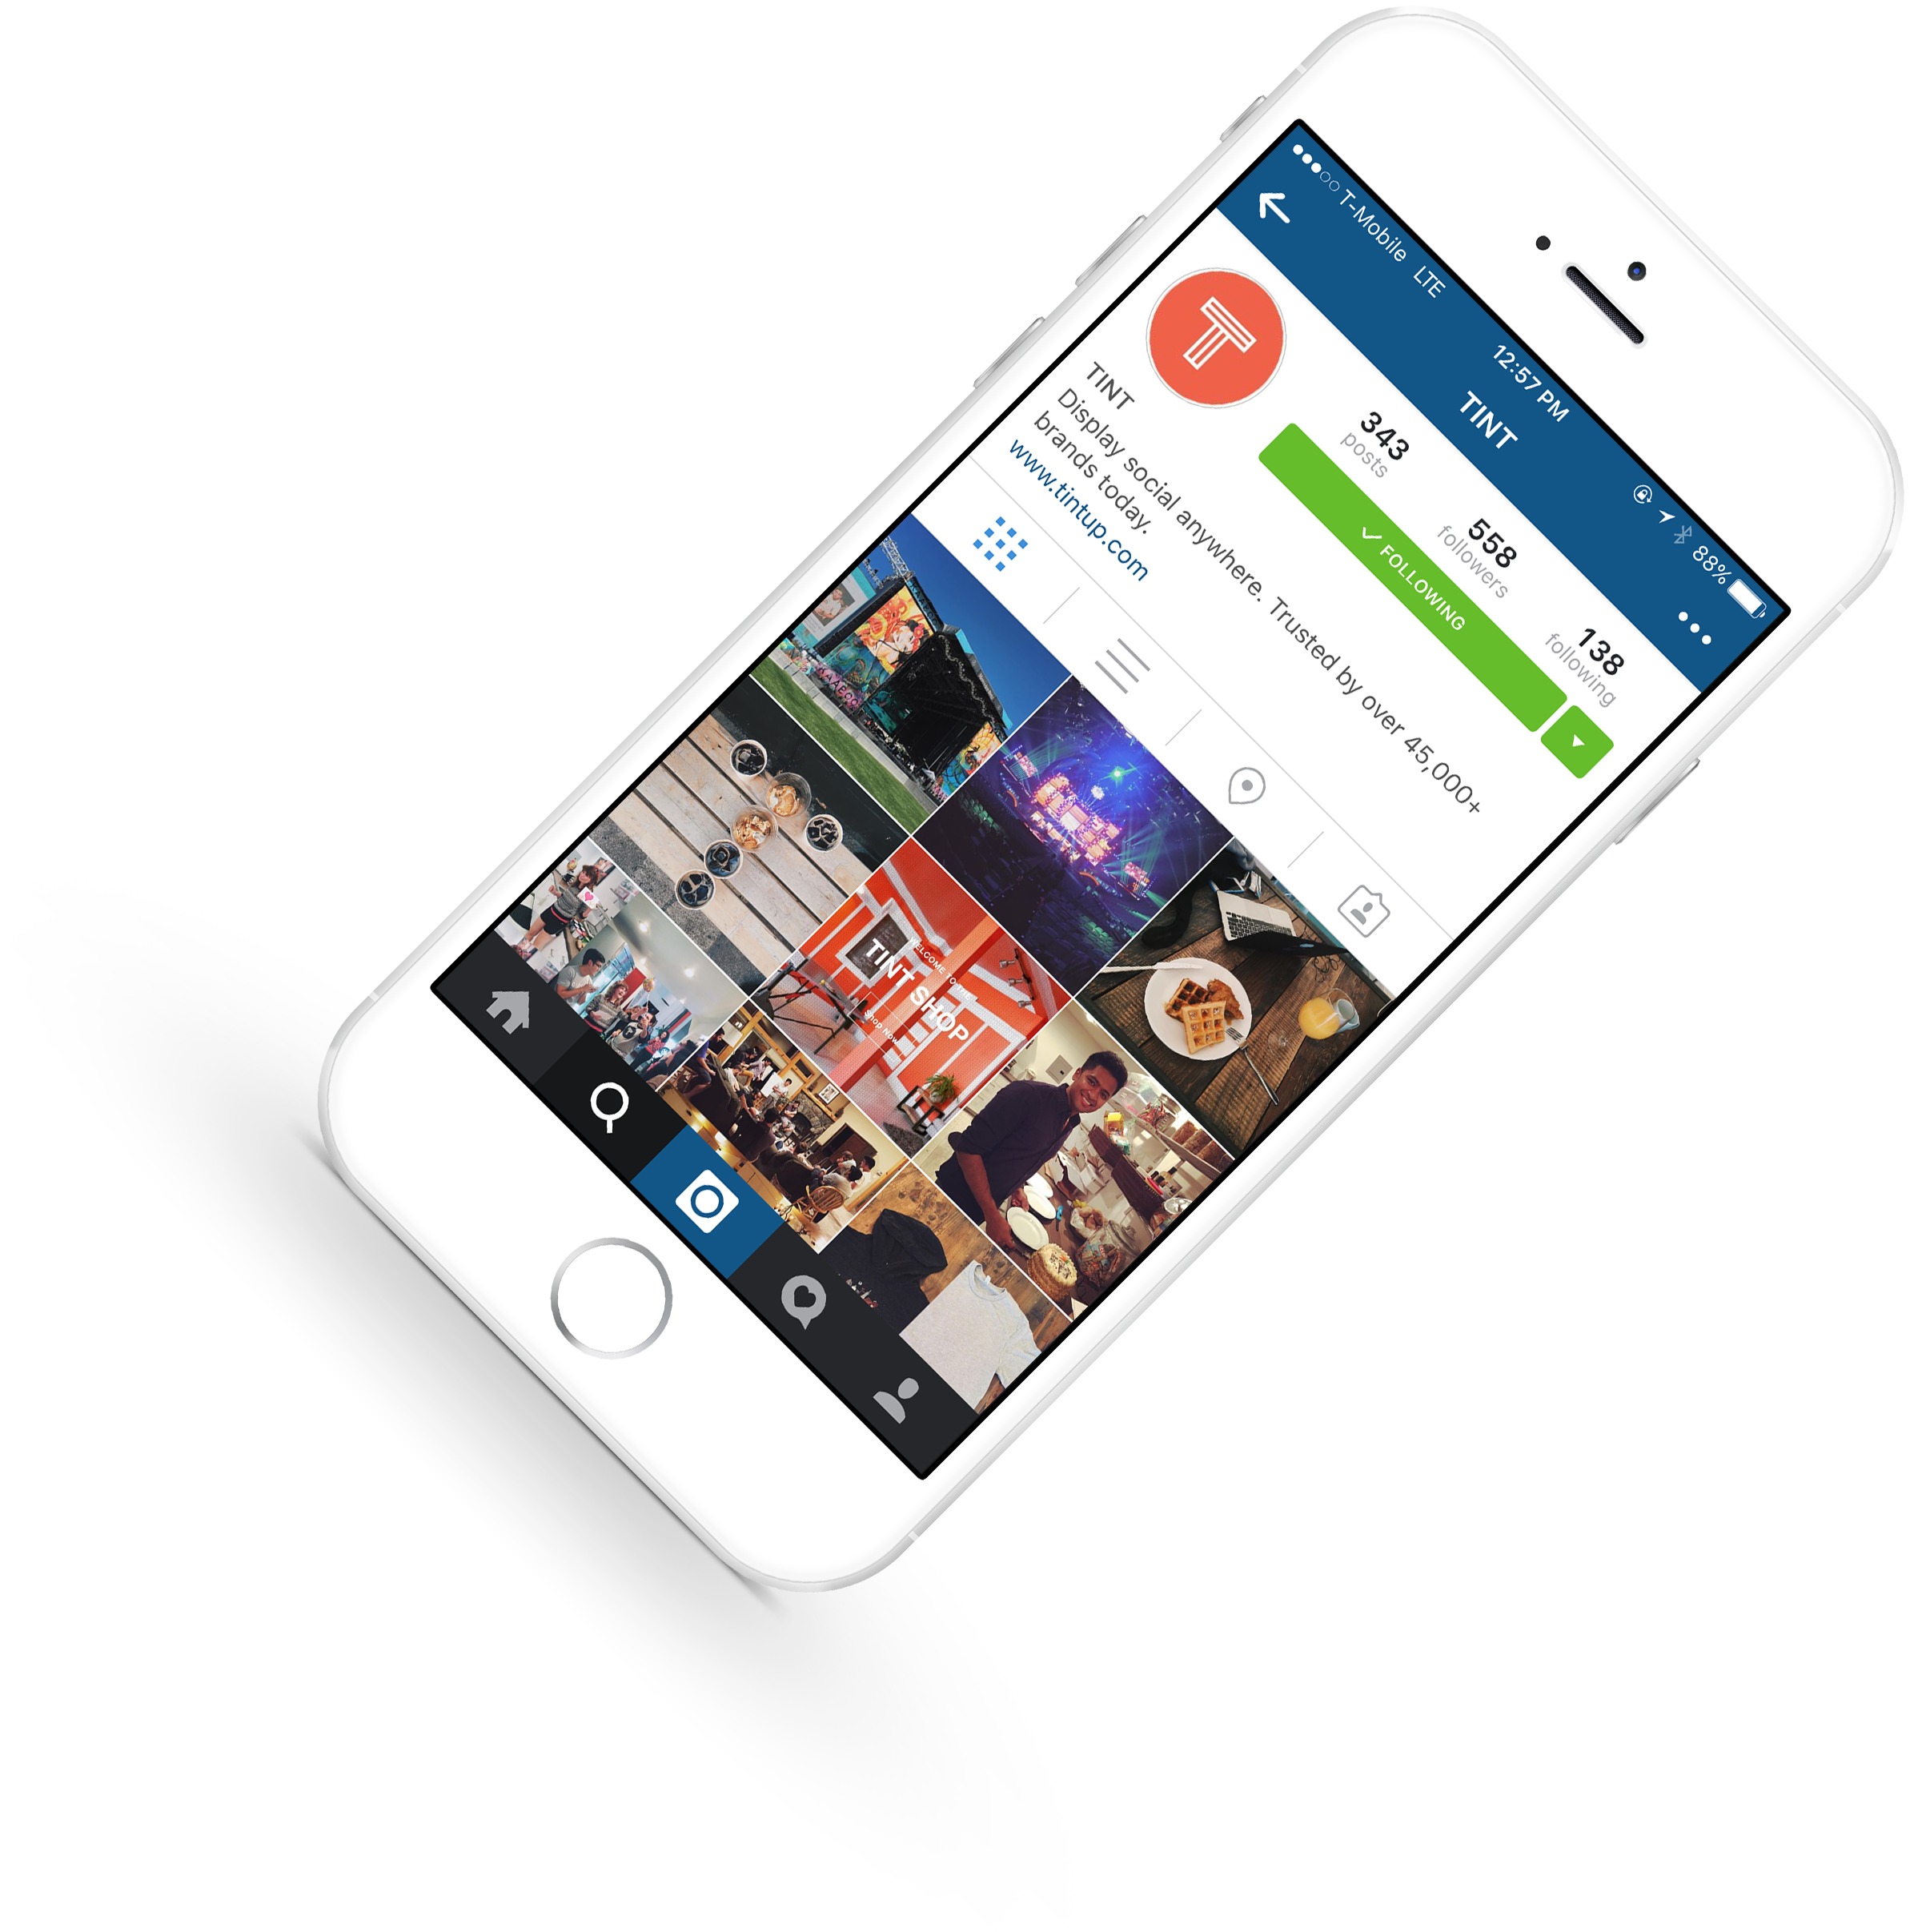 T-Mobile LTE 12:57 PM 88%
TINT
343 558 138
posts followers following
FOLLOWING
TINT
Display social anywhere. Trusted by over 45,000+
brands today.
www.tintup.com
WELCOME TO THE
TINT SHOP
Shop Now